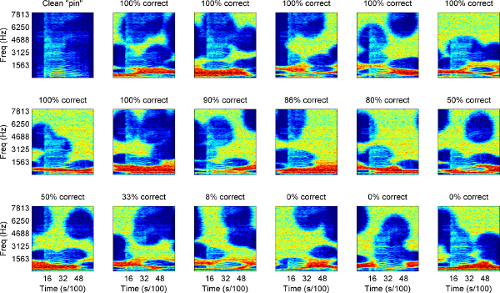 Clean "pin" 100% correct 100% correct 100% correct 100% correct 100% correct
Freq (Hz)
7813
6250
4688
3125
1563
100% correct 100% correct 90% correct 86% correct 80% correct 50% correct
Freq (Hz)
7813
6250
4688
3125
1563
50% correct 33% correct 8% correct 0% correct 0% correct 0% correct
Freq (Hz)
7813
6250
4688
3125
1563
16 32 48 16 32 48 16 32 48 16 32 48 16 32 48 16 32 48
Time (s/100) Time (s/100) Time (s/100) Time (s/100) Time (s/100) Time (s/100)